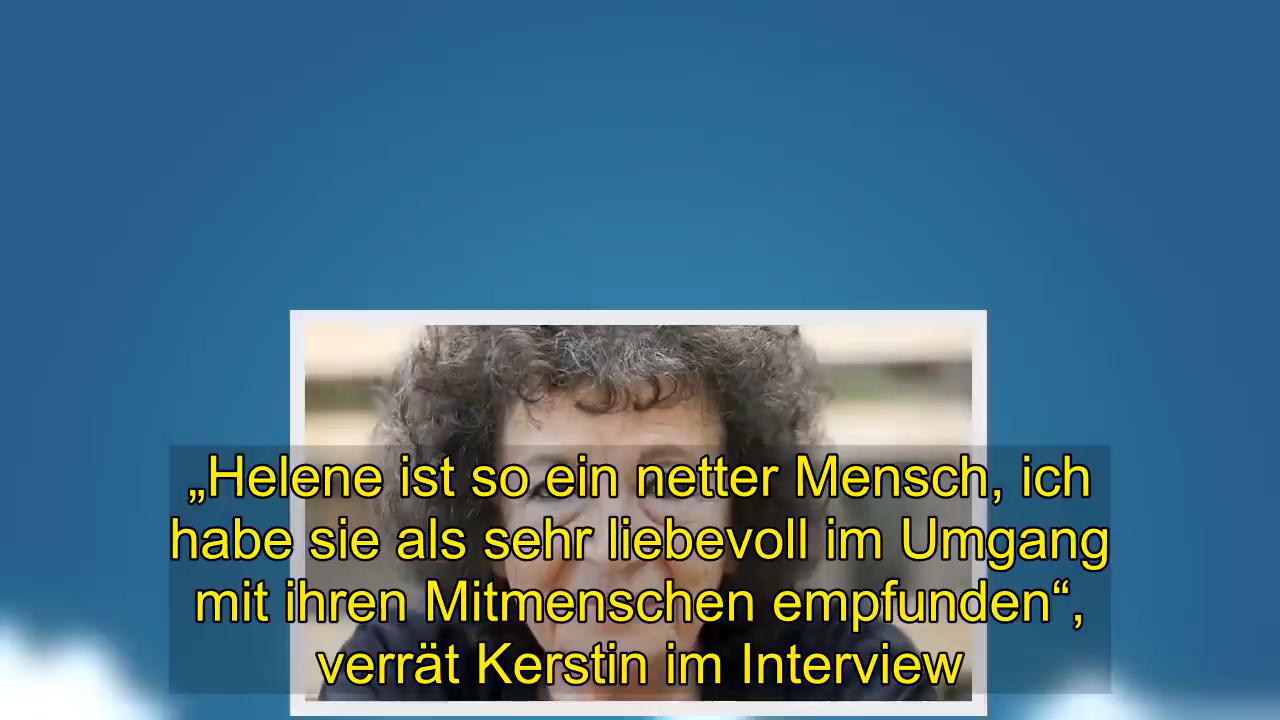 „Helene ist so ein netter Mensch, ich
habe sie als sehr liebevoll im Umgang
mit ihren Mitmenschen empfunden“,
verrät Kerstin im Interview